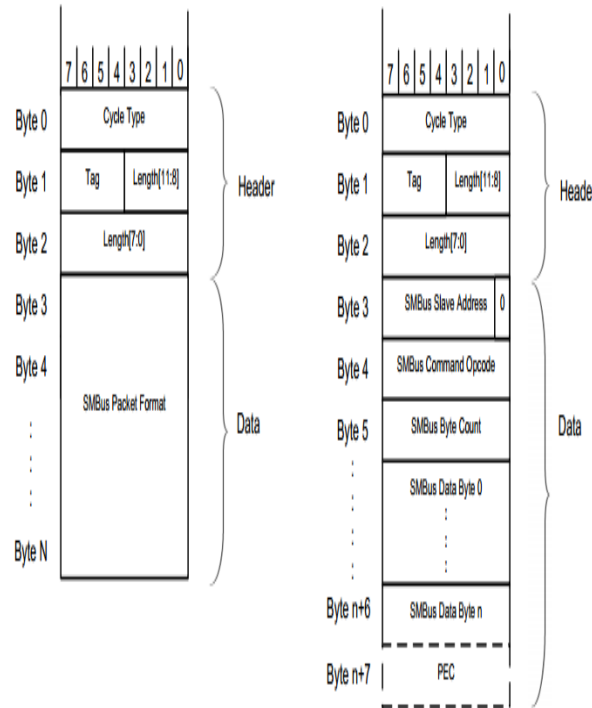 7 6 5 4 3 2 1 0
Byte 0 Cycle Type
Byte 1 Tag Length[11:8]
Header
Byte 2 Length[7:0]
Byte 3
Byte 4
SMBus Packet Format
Data
Byte N
7 6 5 4 3 2 1 0
Byte 0 Cycle Type
Byte 1 Tag Length[11:8]
Heade
Byte 2 Length[7:0]
Byte 3 SMBus Slave Address 0
Byte 4 SMBus Command Opcode
Byte 5 SMBus Byte Count
Data
SMBus Data Byte 0
Byte n+6 SMBus Data Byte n
Byte n+7 PEC